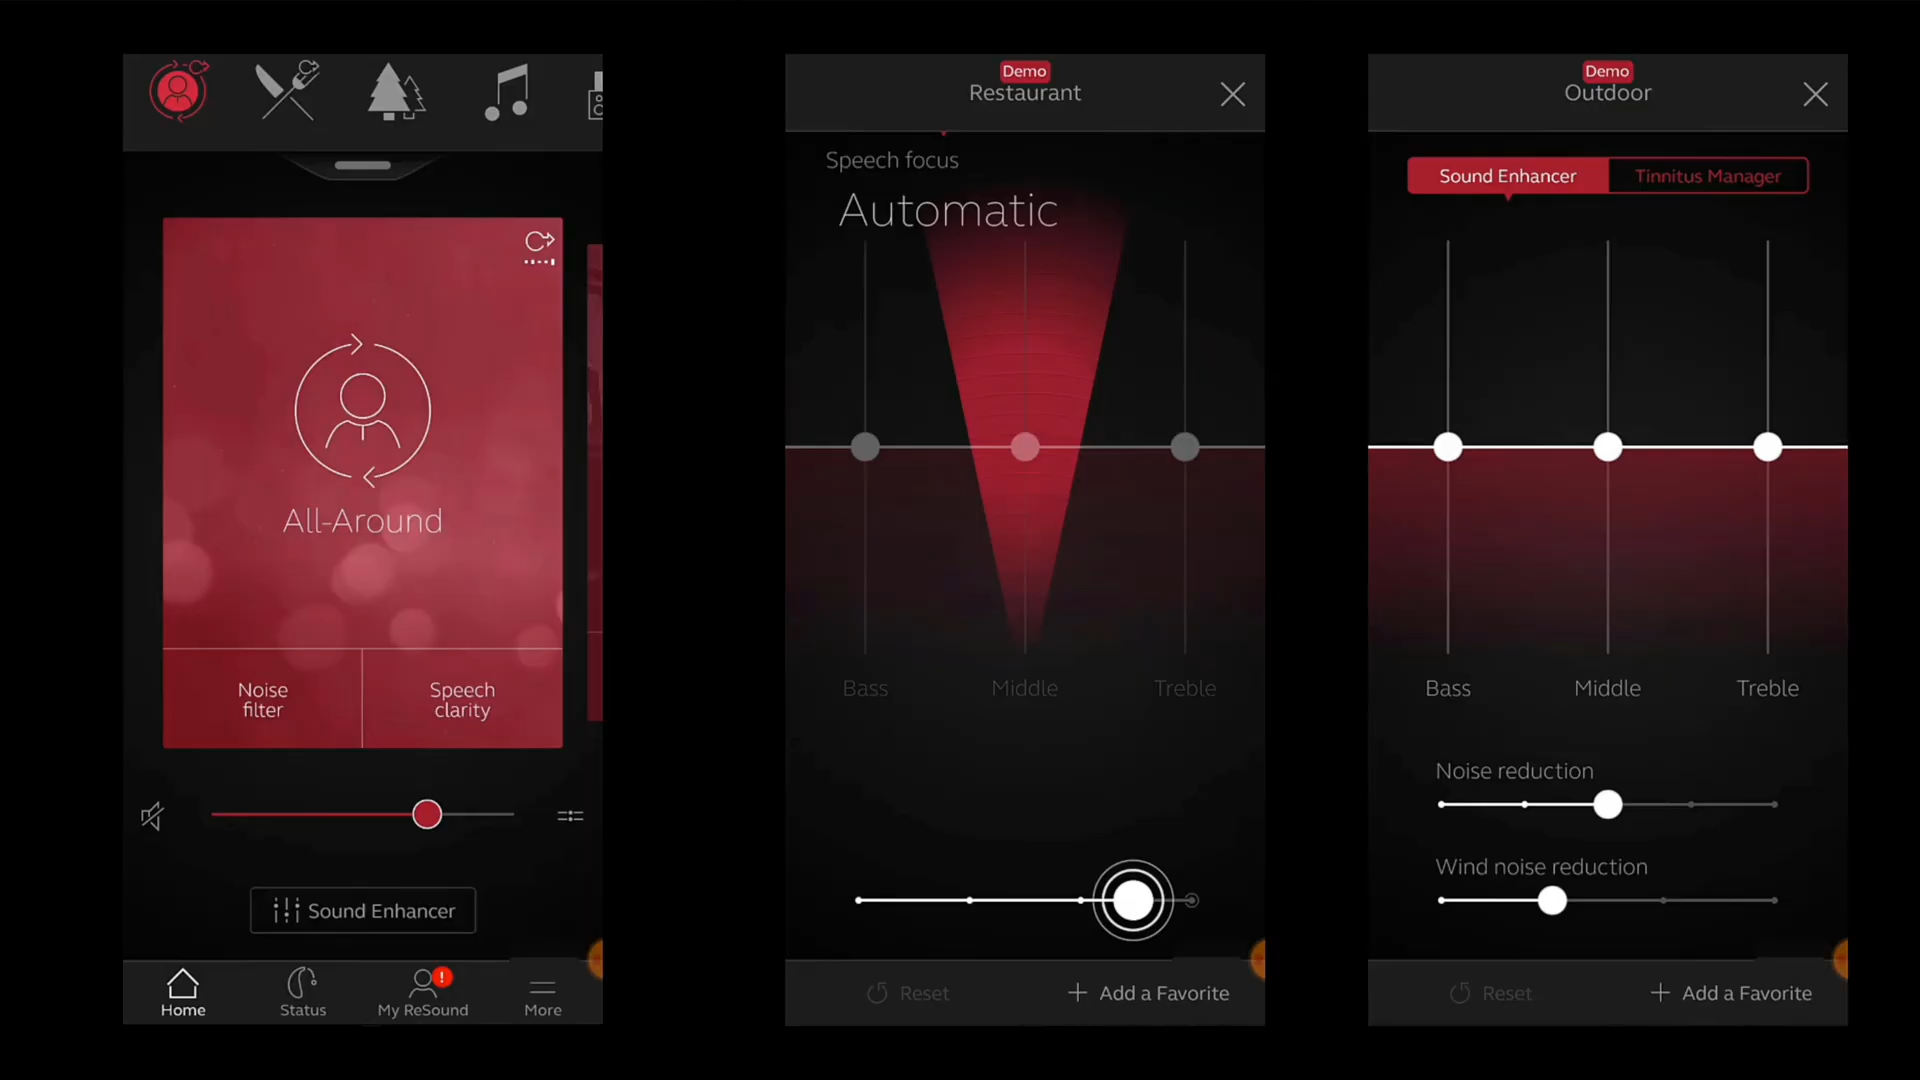 All-Around
Noise
filter
Speech
clarity
Sound Enhancer
Home
Status
My ReSound
More
Demo
Restaurant
Speech focus
Automatic
Bass
Middle
Treble
Reset
Add a Favorite
Demo
Outdoor
Sound Enhancer
Tinnitus Manager
Bass
Middle
Treble
Noise reduction
Wind noise reduction
Reset
Add a Favorite